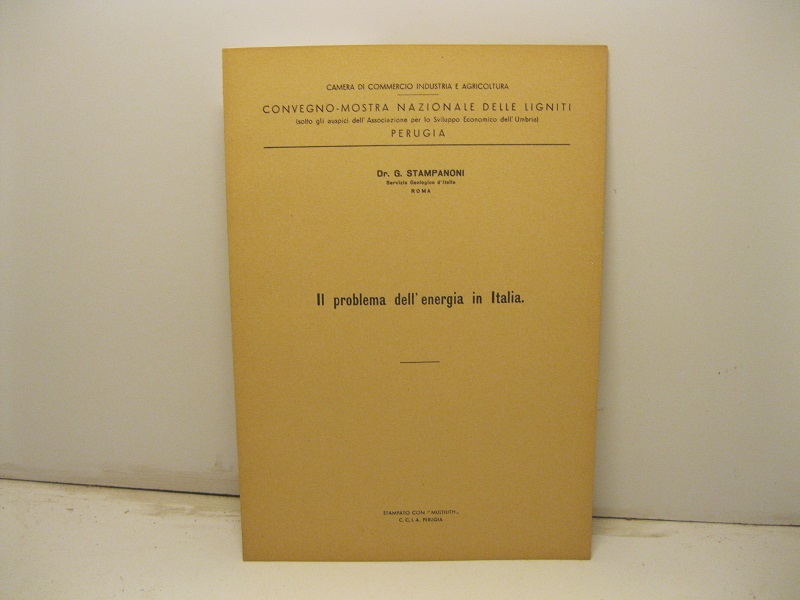 CAMERA DI COMMERCIO INDUSTRIA E AGRICOLTURA
CONVEGNO-MOSTRA NAZIONALE DELLE LIGNITI
(sotto gli auspici dell'Associazione per lo Sviluppo Economico dell'Umbria)
PERUGIA
Dr. G. STAMPANONI
Servizio Geologico d'Italia
ROMA
Il problema dell'energia in Italia.
STAMPATO CON "MULTILITH„
C.C.I.A. PERUGIA